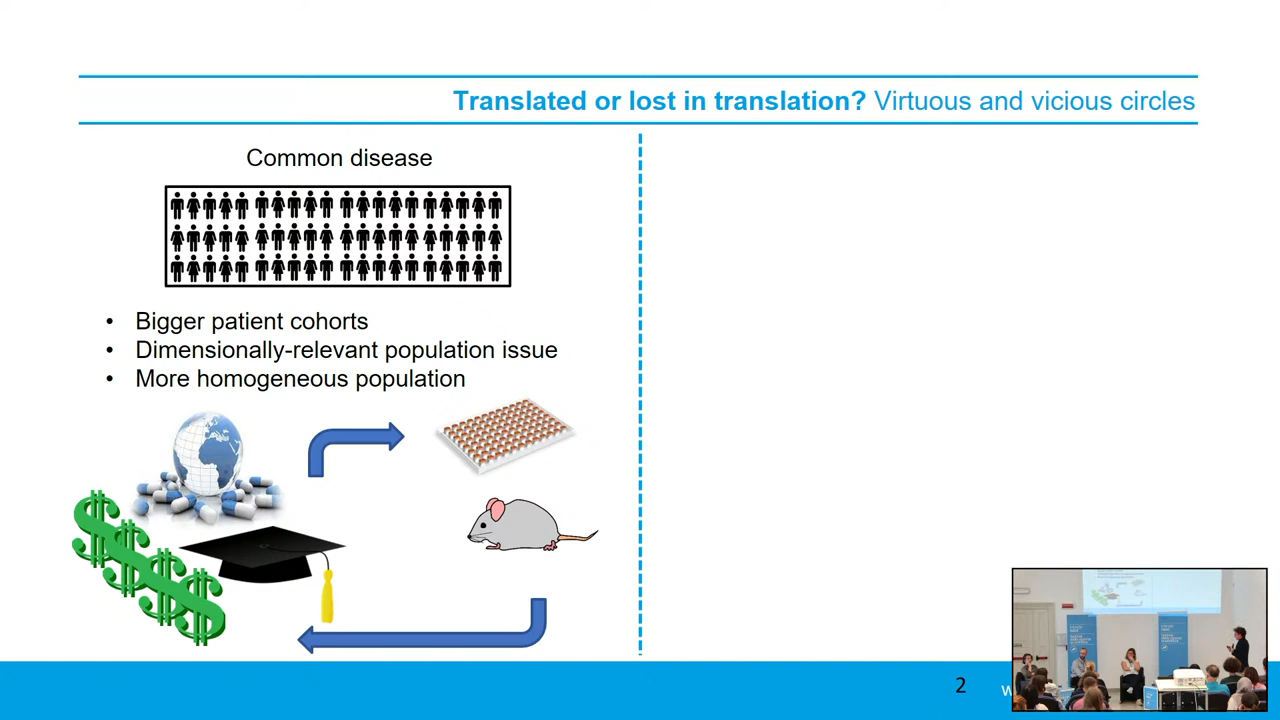 Translated or lost in translation? Virtuous and vicious circles
Common disease
• Bigger patient cohorts
• Dimensionally-relevant population issue
• More homogeneous population
2
w